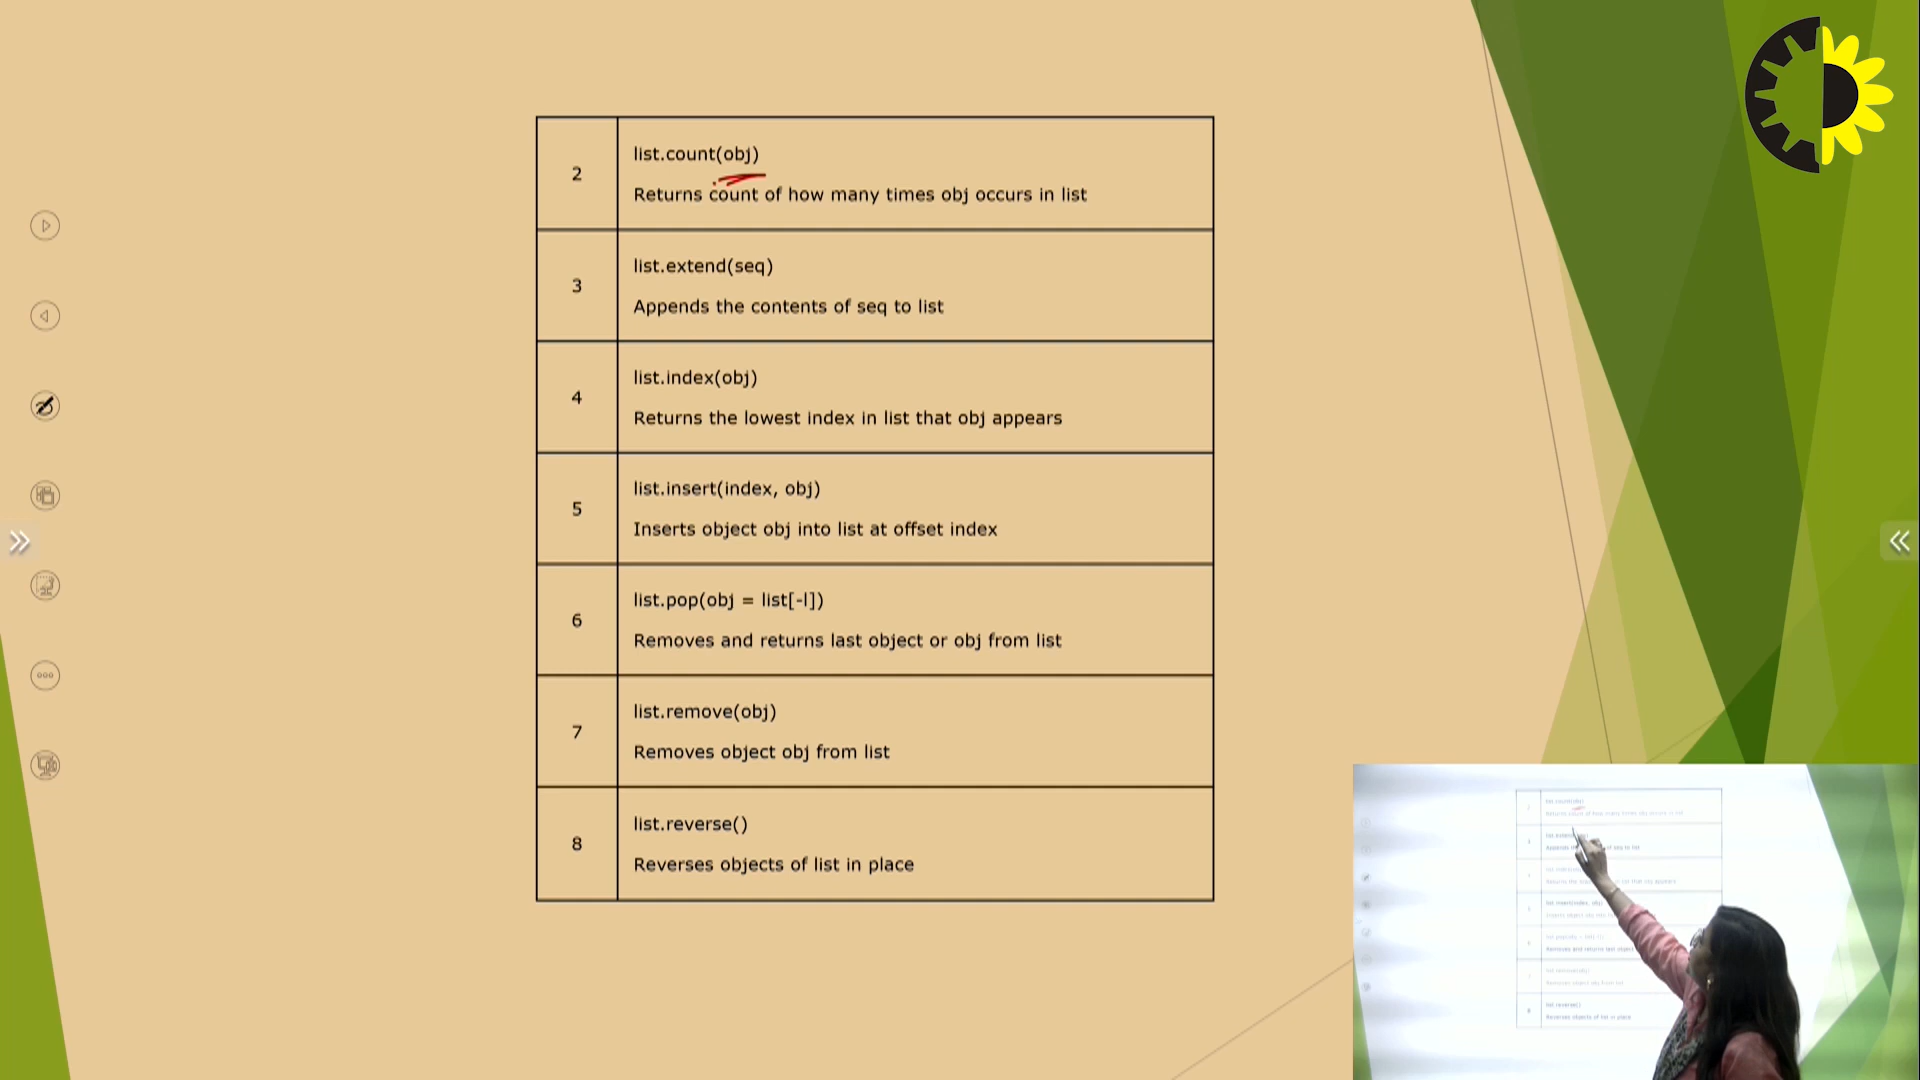 2
list.count(obj)
Returns count of how many times obj occurs in list
3
list.extend(seq)
Appends the contents of seq to list
4
list.index(obj)
Returns the lowest index in list that obj appears
5
list.insert(index, obj)
Inserts object obj into list at offset index
6
list.pop(obj = list[-l])
Removes and returns last object or obj from list
7
list.remove(obj)
Removes object obj from list
8
list.reverse()
Reverses objects of list in place